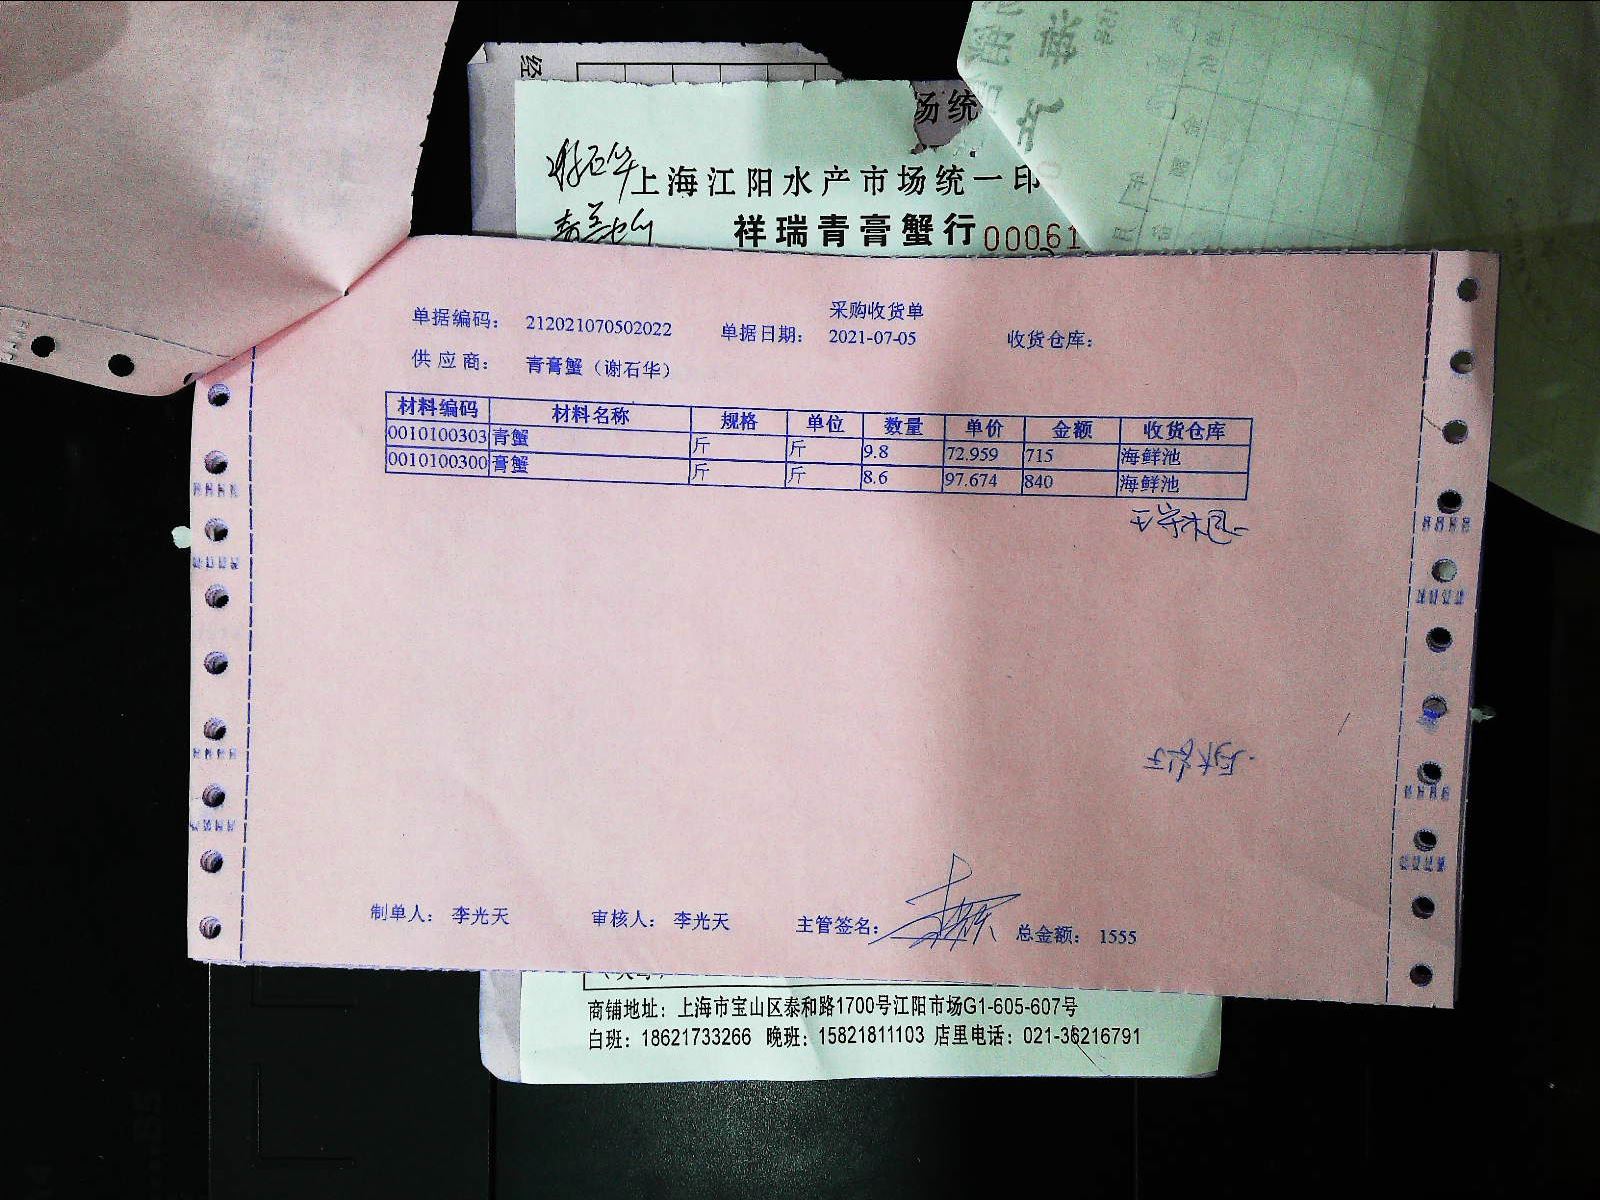 经
场统
上海江阳水产市场统一印
祥瑞青膏蟹行 00061
采购收货单
单据编码： 212021070502022 单据日期： 2021-07-05 收货仓库：
供应商： 青膏蟹（谢石华）
材料编码 材料名称 规格 单位 数量 单价 金额 收货仓库
0010100303 青蟹 斤 斤 9.8 72.959 715 海鲜池
0010100300 膏蟹 斤 斤 8.6 97.674 840 海鲜池
制单人： 李光天 审核人： 李光天 主管签名： 总金额： 1555
商铺地址：上海市宝山区泰和路1700号江阳市场G1-605-607号
白班：18621733266 晚班：15821811103 店里电话：021-36216791